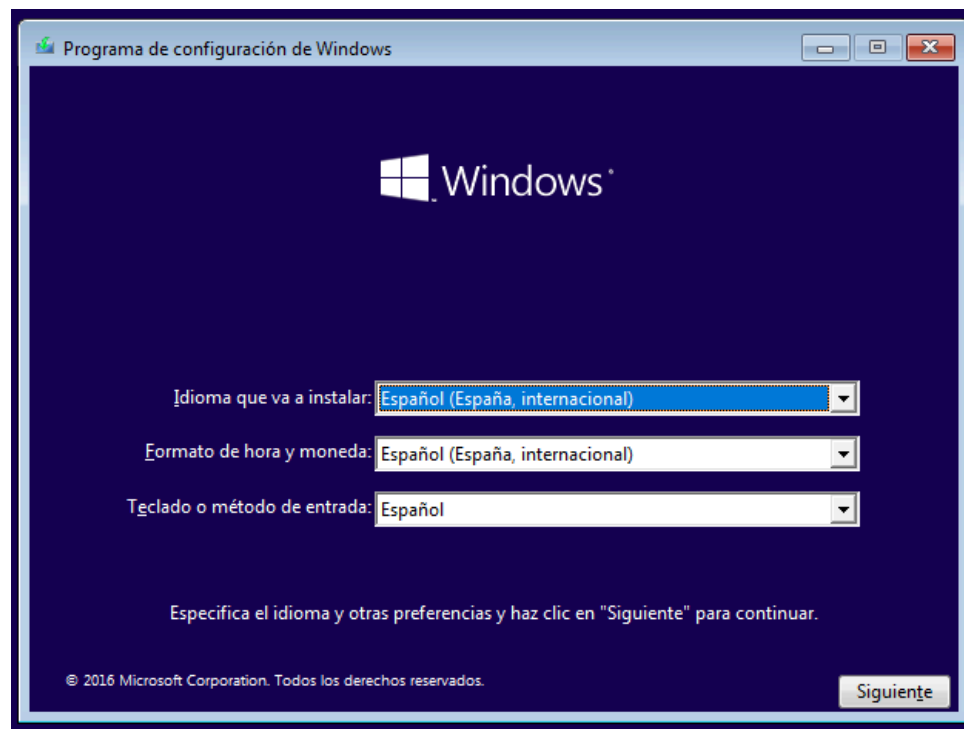 Programa de configuración de Windows
Windows
Idioma que va a instalar: Español (España, internacional)
Formato de hora y moneda: Español (España, internacional)
Teclado o método de entrada: Español
Especifica el idioma y otras preferencias y haz clic en "Siguiente" para continuar.
© 2016 Microsoft Corporation. Todos los derechos reservados.
Siguiente